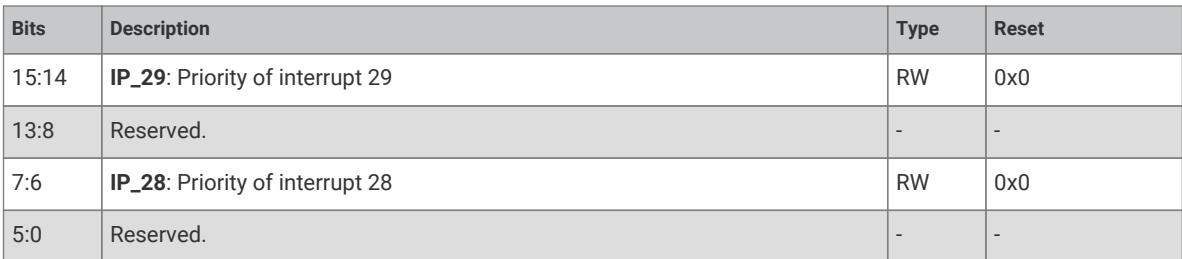 Bits Description Type Reset
15:14 IP_29: Priority of interrupt 29 RW 0x0
13:8 Reserved. - -
7:6 IP_28: Priority of interrupt 28 RW 0x0
5:0 Reserved. - -